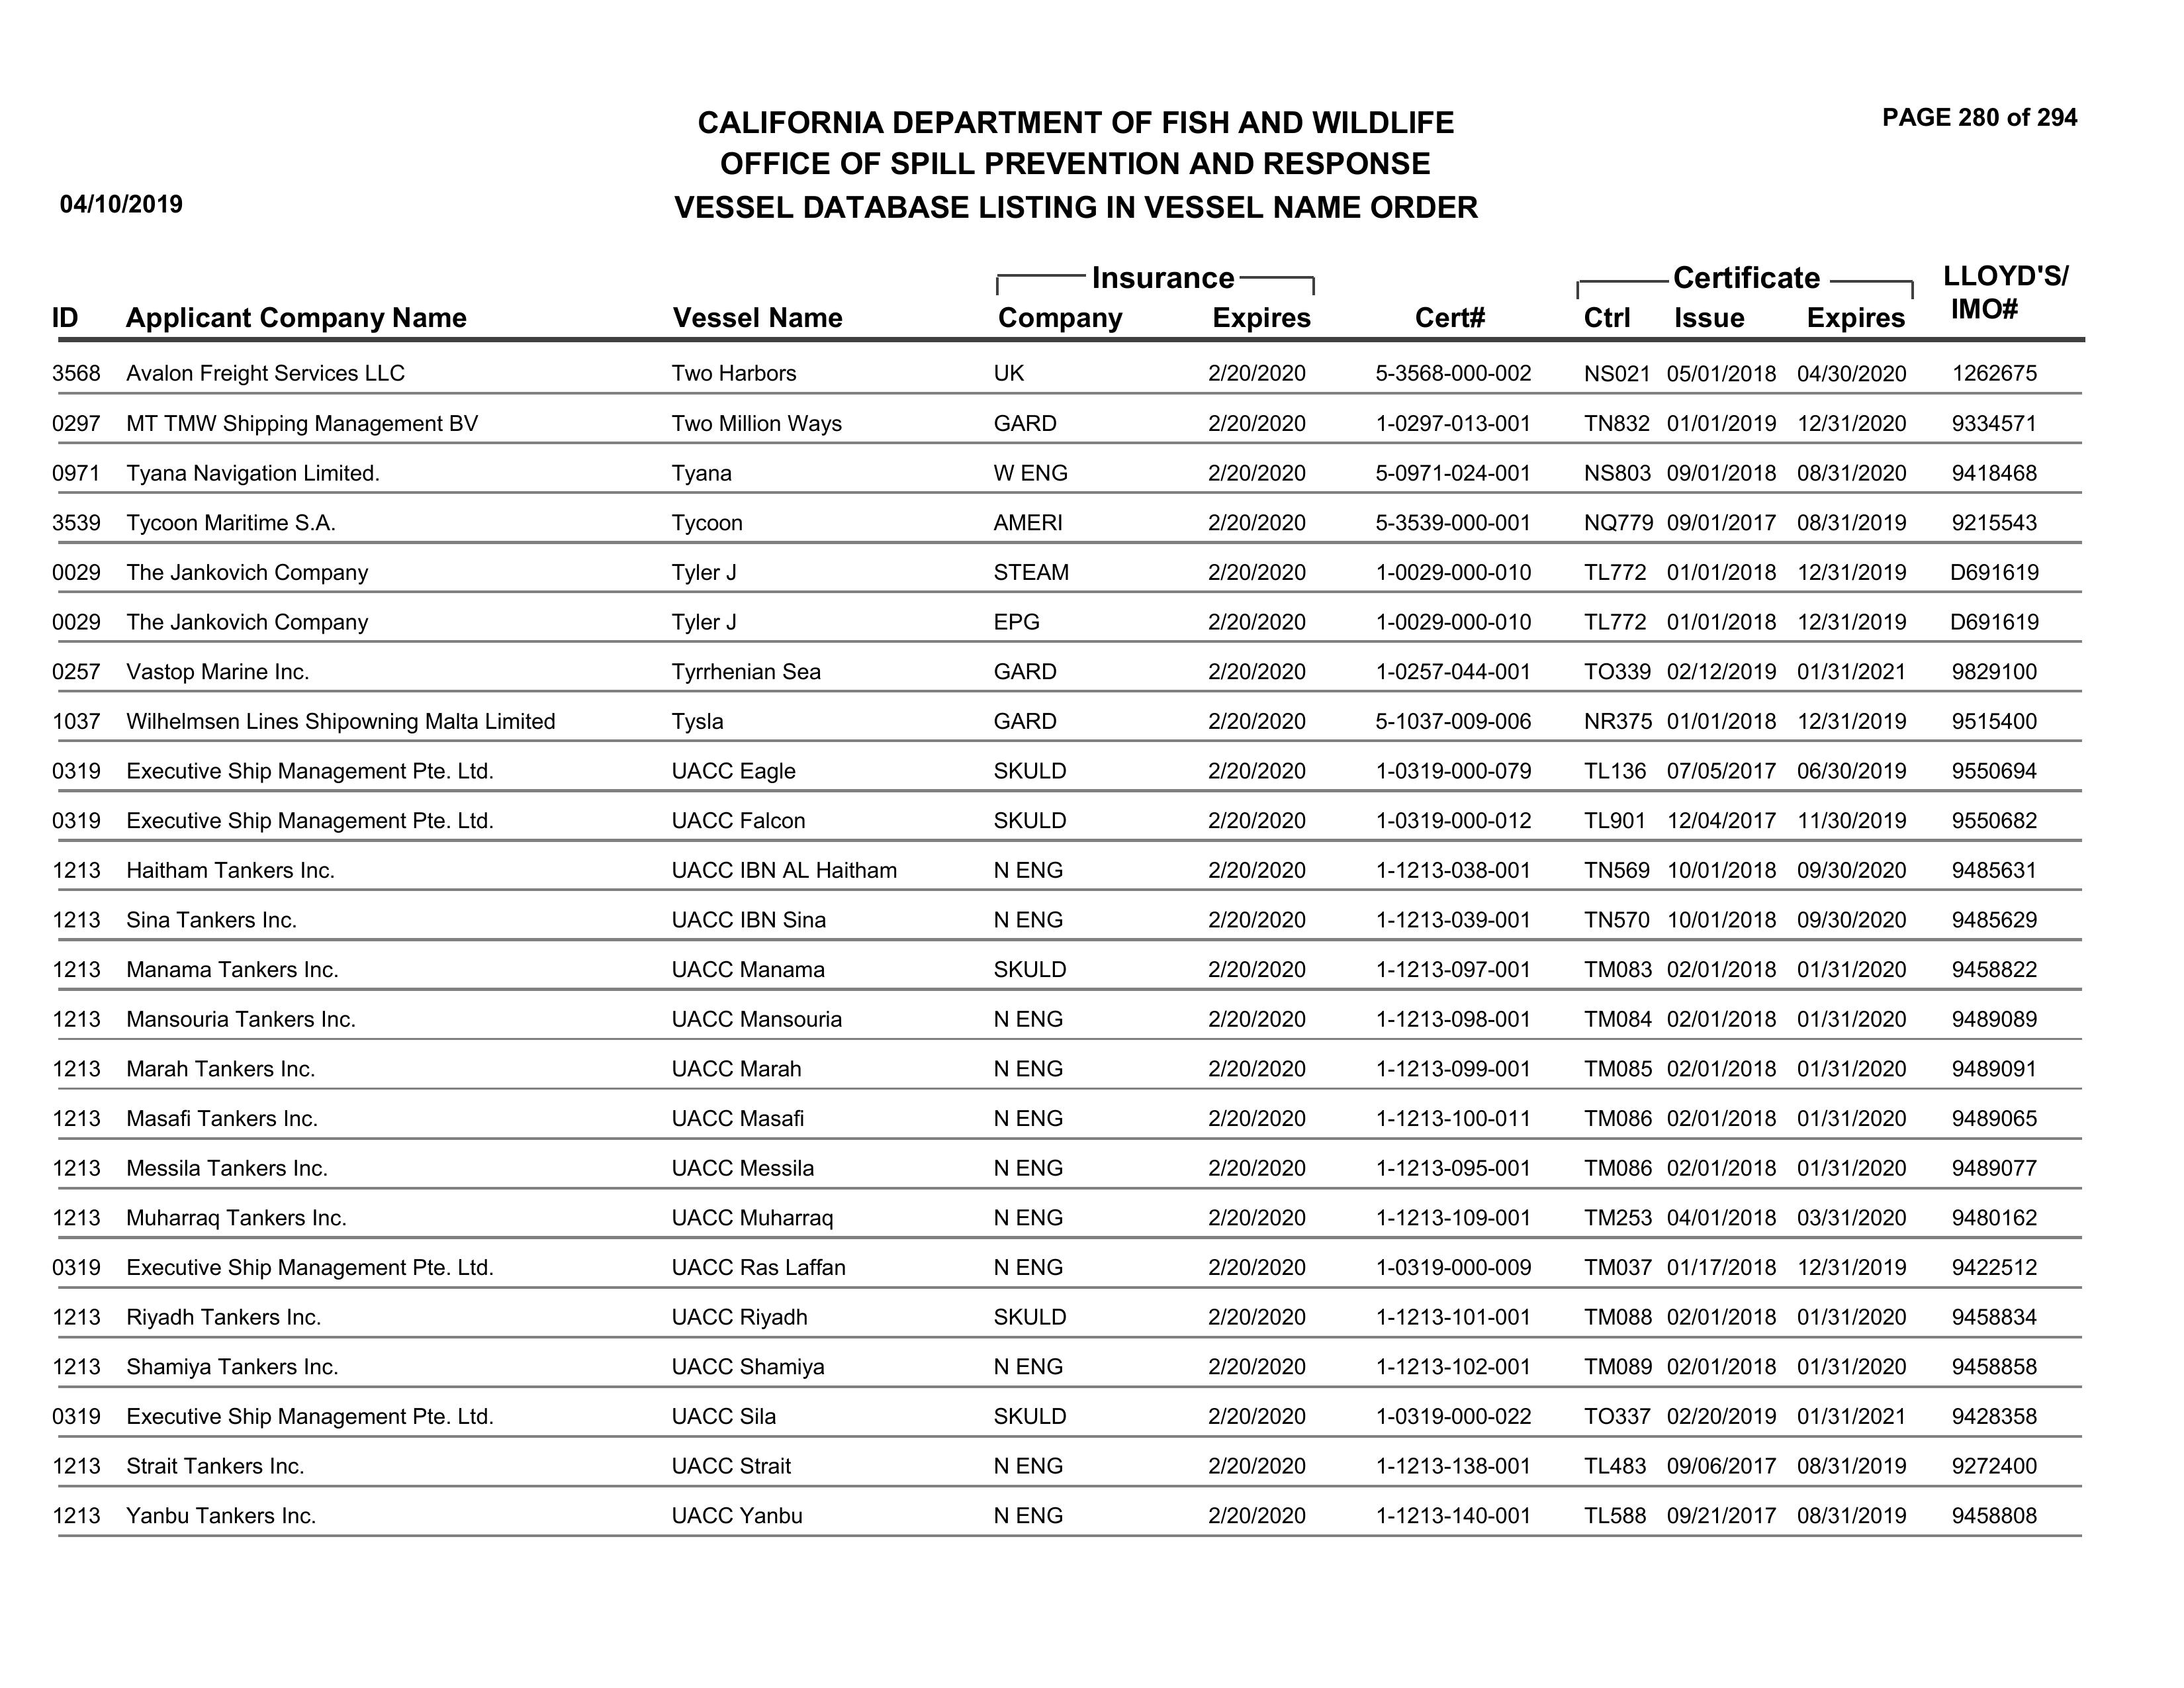 CALIFORNIA DEPARTMENT OF FISH AND WILDLIFE PAGE 280 of 294
OFFICE OF SPILL PREVENTION AND RESPONSE
04/10/2019 VESSEL DATABASE LISTING IN VESSEL NAME ORDER
Insurance Certificate LLOYD'S/
ID Applicant Company Name Vessel Name Company Expires Cert# Ctrl Issue Expires IMO#
3568 Avalon Freight Services LLC Two Harbors UK 2/20/2020 5-3568-000-002 NS021 05/01/2018 04/30/2020 1262675
0297 MT TMW Shipping Management BV Two Million Ways GARD 2/20/2020 1-0297-013-001 TN832 01/01/2019 12/31/2020 9334571
0971 Tyana Navigation Limited. Tyana W ENG 2/20/2020 5-0971-024-001 NS803 09/01/2018 08/31/2020 9418468
3539 Tycoon Maritime S.A. Tycoon AMERI 2/20/2020 5-3539-000-001 NQ779 09/01/2017 08/31/2019 9215543
0029 The Jankovich Company Tyler J STEAM 2/20/2020 1-0029-000-010 TL772 01/01/2018 12/31/2019 D691619
0029 The Jankovich Company Tyler J EPG 2/20/2020 1-0029-000-010 TL772 01/01/2018 12/31/2019 D691619
0257 Vastop Marine Inc. Tyrrhenian Sea GARD 2/20/2020 1-0257-044-001 TO339 02/12/2019 01/31/2021 9829100
1037 Wilhelmsen Lines Shipowning Malta Limited Tysla GARD 2/20/2020 5-1037-009-006 NR375 01/01/2018 12/31/2019 9515400
0319 Executive Ship Management Pte. Ltd. UACC Eagle SKULD 2/20/2020 1-0319-000-079 TL136 07/05/2017 06/30/2019 9550694
0319 Executive Ship Management Pte. Ltd. UACC Falcon SKULD 2/20/2020 1-0319-000-012 TL901 12/04/2017 11/30/2019 9550682
1213 Haitham Tankers Inc. UACC IBN AL Haitham N ENG 2/20/2020 1-1213-038-001 TN569 10/01/2018 09/30/2020 9485631
1213 Sina Tankers Inc. UACC IBN Sina N ENG 2/20/2020 1-1213-039-001 TN570 10/01/2018 09/30/2020 9485629
1213 Manama Tankers Inc. UACC Manama SKULD 2/20/2020 1-1213-097-001 TM083 02/01/2018 01/31/2020 9458822
1213 Mansouria Tankers Inc. UACC Mansouria N ENG 2/20/2020 1-1213-098-001 TM084 02/01/2018 01/31/2020 9489089
1213 Marah Tankers Inc. UACC Marah N ENG 2/20/2020 1-1213-099-001 TM085 02/01/2018 01/31/2020 9489091
1213 Masafi Tankers Inc. UACC Masafi N ENG 2/20/2020 1-1213-100-011 TM086 02/01/2018 01/31/2020 9489065
1213 Messila Tankers Inc. UACC Messila N ENG 2/20/2020 1-1213-095-001 TM086 02/01/2018 01/31/2020 9489077
1213 Muharraq Tankers Inc. UACC Muharraq N ENG 2/20/2020 1-1213-109-001 TM253 04/01/2018 03/31/2020 9480162
0319 Executive Ship Management Pte. Ltd. UACC Ras Laffan N ENG 2/20/2020 1-0319-000-009 TM037 01/17/2018 12/31/2019 9422512
1213 Riyadh Tankers Inc. UACC Riyadh SKULD 2/20/2020 1-1213-101-001 TM088 02/01/2018 01/31/2020 9458834
1213 Shamiya Tankers Inc. UACC Shamiya N ENG 2/20/2020 1-1213-102-001 TM089 02/01/2018 01/31/2020 9458858
0319 Executive Ship Management Pte. Ltd. UACC Sila SKULD 2/20/2020 1-0319-000-022 TO337 02/20/2019 01/31/2021 9428358
1213 Strait Tankers Inc. UACC Strait N ENG 2/20/2020 1-1213-138-001 TL483 09/06/2017 08/31/2019 9272400
1213 Yanbu Tankers Inc. UACC Yanbu N ENG 2/20/2020 1-1213-140-001 TL588 09/21/2017 08/31/2019 9458808